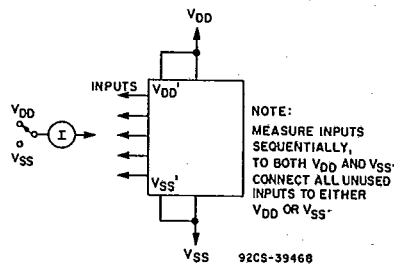 VDD
INPUTS
VDD'
VDD
I
VSS
VSS'
VSS
NOTE:
MEASURE INPUTS
SEQUENTIALLY,
TO BOTH VDD AND VSS.
CONNECT ALL UNUSED
INPUTS TO EITHER
VDD OR VSS.
92CS-39468